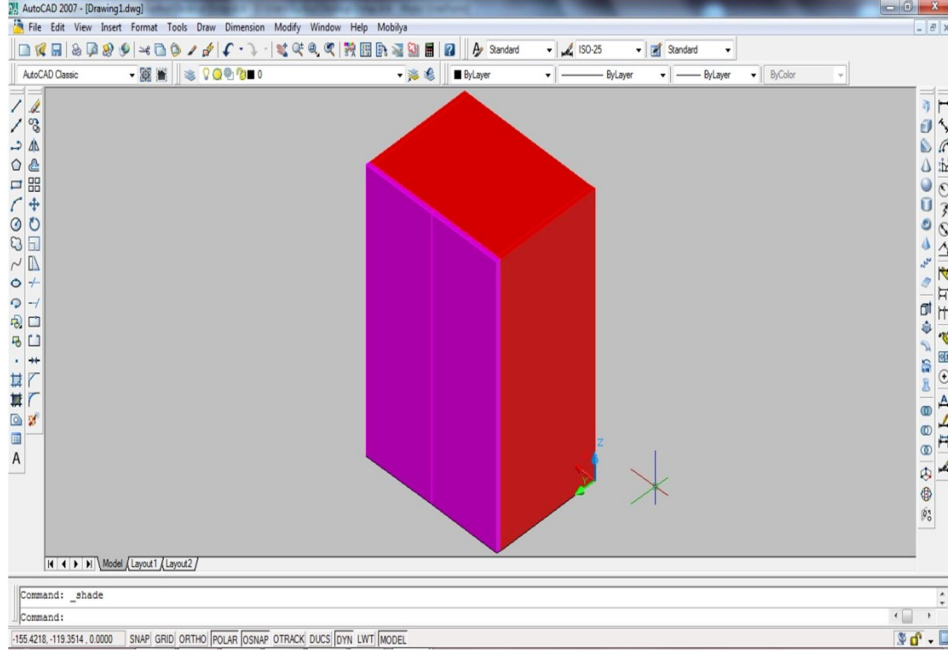 AutoCAD 2007 - [Drawing1.dwg]
File Edit View Insert Format Tools Draw Dimension Modify Window Help Mobilya
Standard ISO-25 Standard
AutoCAD Classic 0 ByLayer ByLayer ByLayer ByColor
Z
Y
A
A
Model Layout1 Layout2
Command: _shade
Command:
-155.4218, -119.3514, 0.0000 SNAP GRID ORTHO POLAR OSNAP OTRACK DUCS DYN LWT MODEL